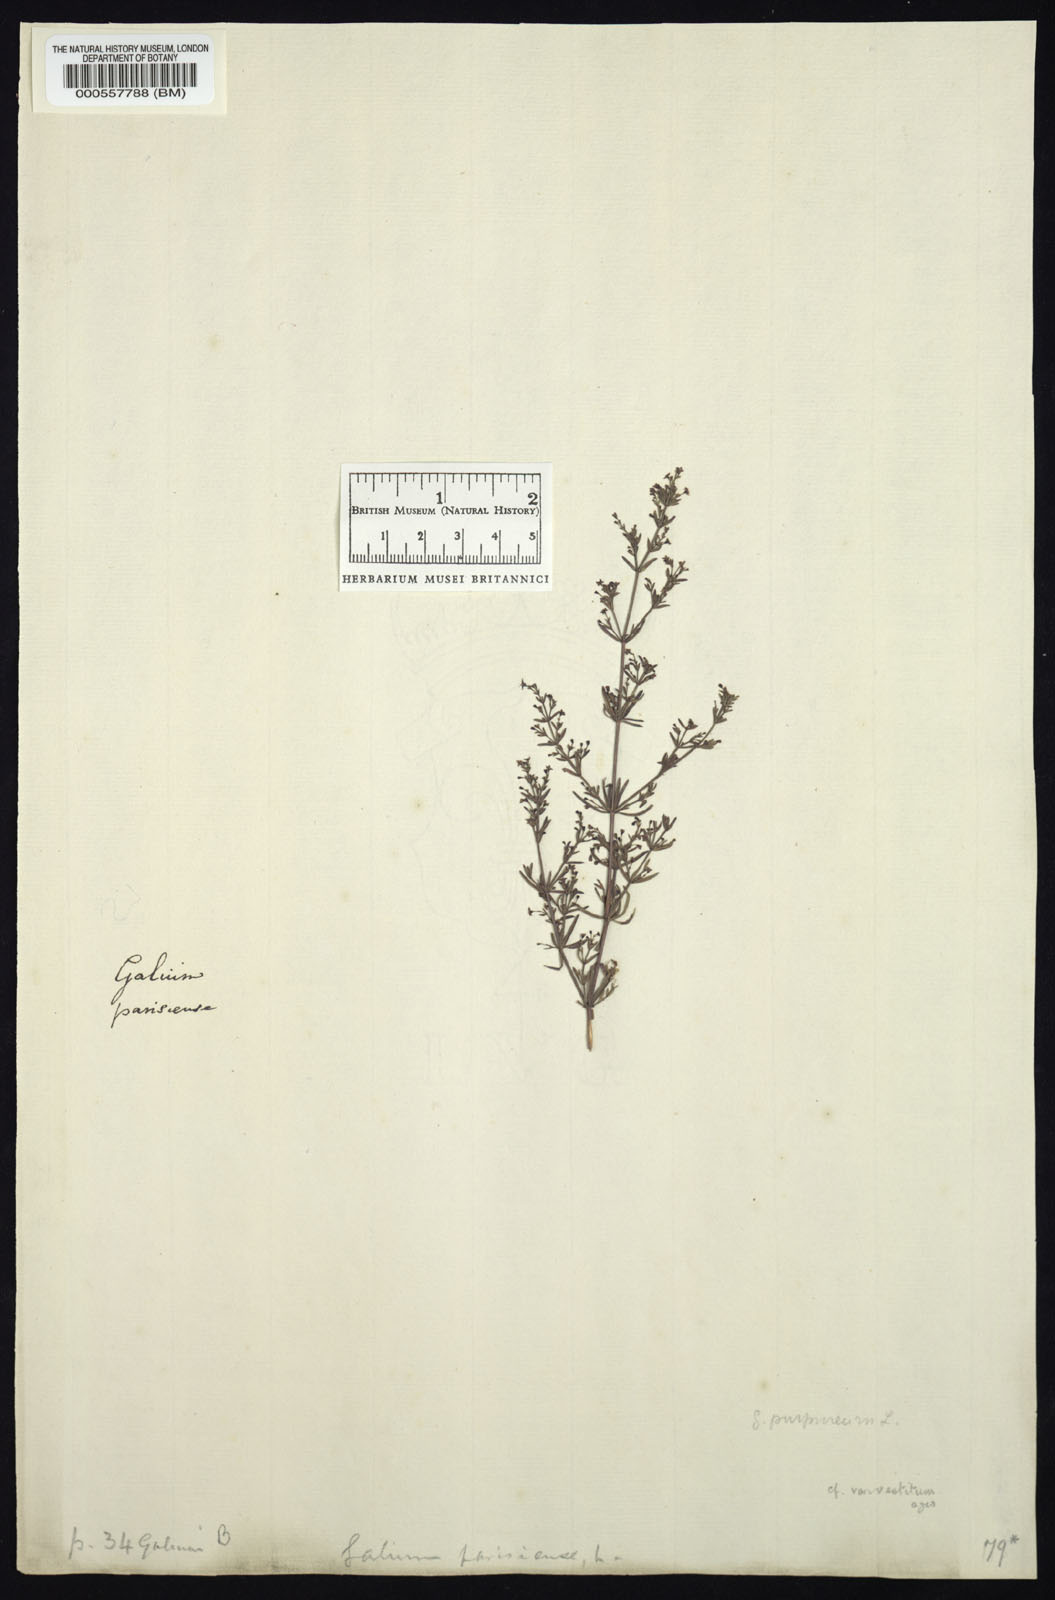 THE NATURAL HISTORY MUSEUM, LONDON
DEPARTMENT OF BOTANY
000557788 (BM)
1 2
BRITISH MUSEUM (NATURAL HISTORY)
1 2 3 4 5
HERBARIUM MUSEI BRITANNICI
Galium
parisiense
G. purpureum L.
cf. var vestitum
p. 34 Galium B
Galium parisiense, L.
79*